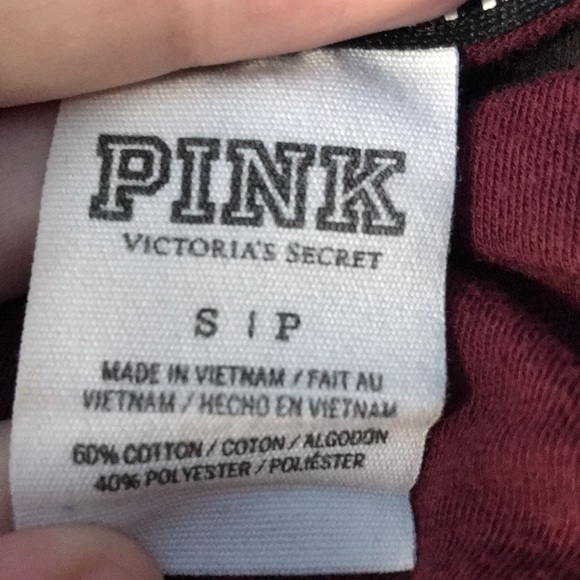 PINK
VICTORIA'S SECRET
S | P
MADE IN VIETNAM / FAIT AU
VIETNAM / HECHO EN VIETNAM
60% COTTON / COTON / ALGODON
40% POLYESTER / POLIÉSTER